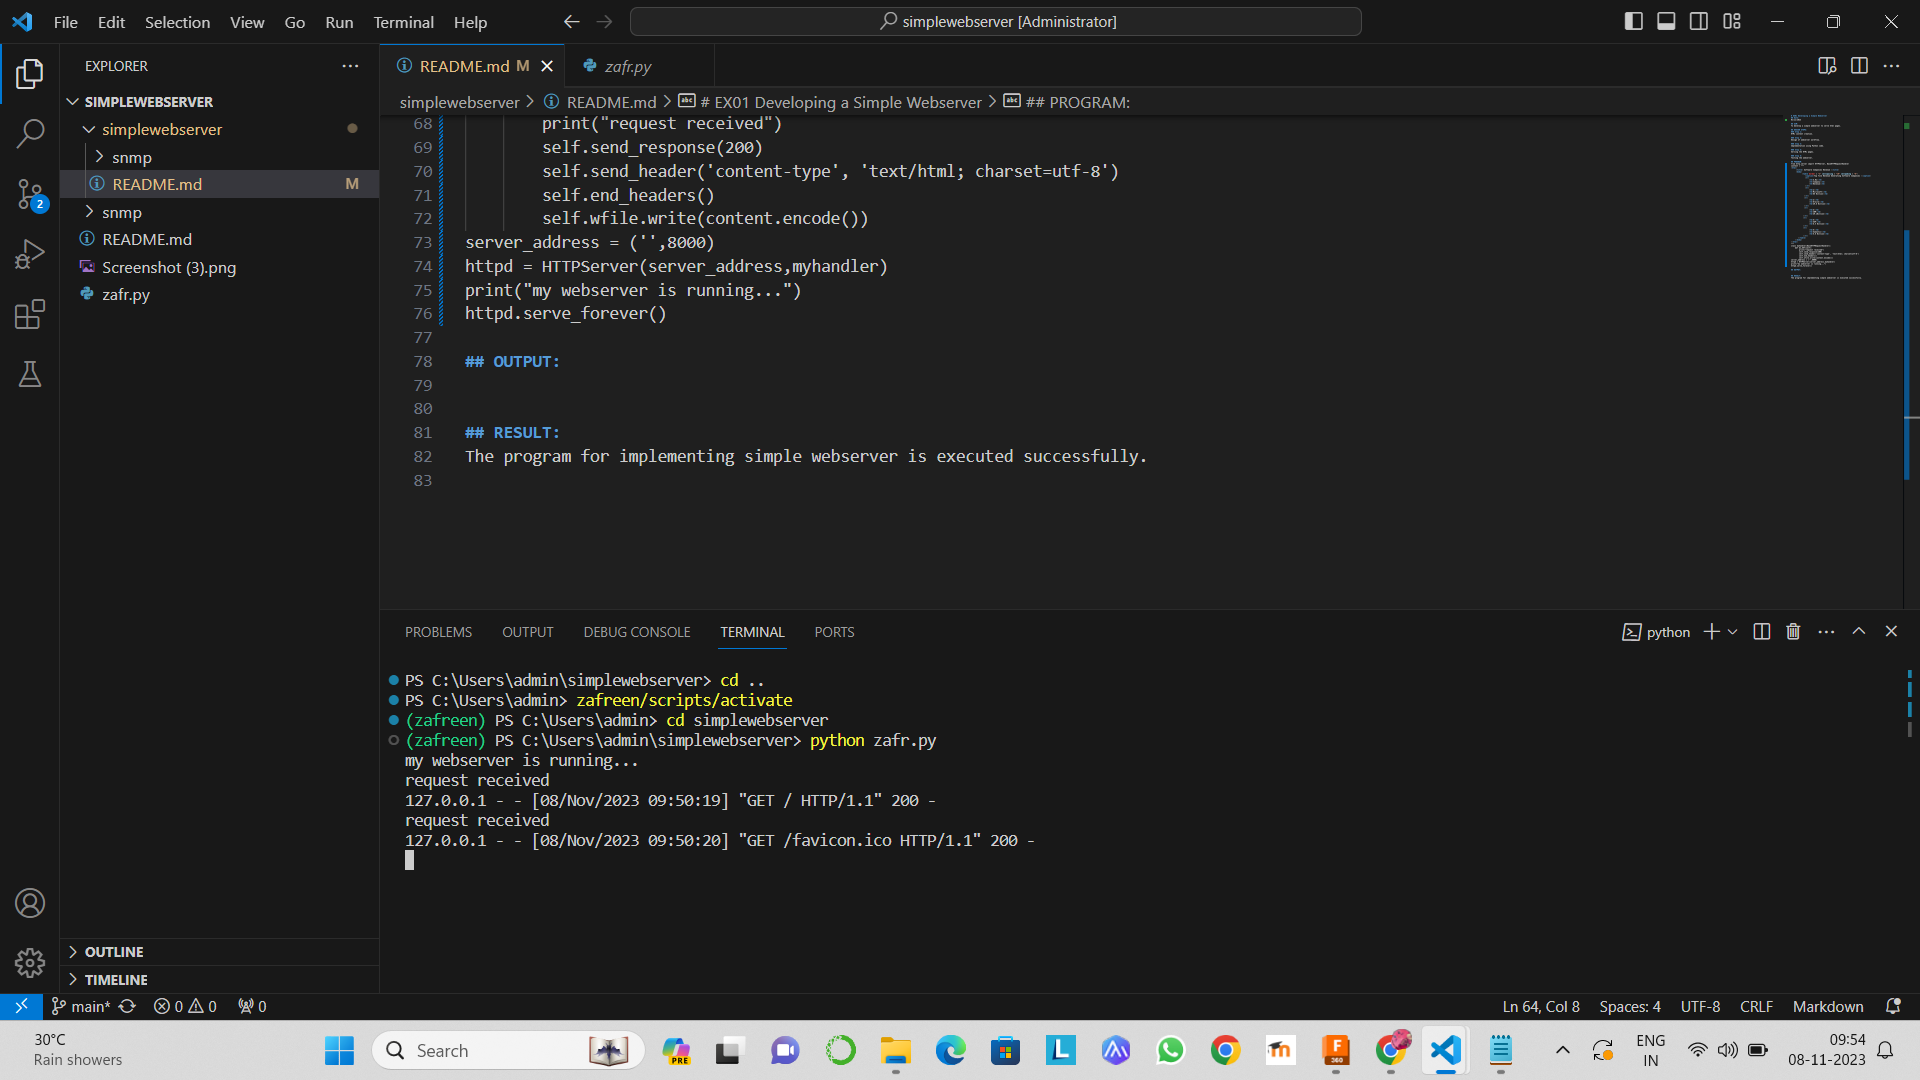 File Edit Selection View Go Run Terminal Help
simplewebserver [Administrator]
EXPLORER
SIMPLEWEBSERVER
simplewebserver
snmp
README.md M
snmp
README.md
Screenshot (3).png
zafr.py
OUTLINE
TIMELINE
2
README.md M
zafr.py
simplewebserver > README.md > # EX01 Developing a Simple Webserver > ## PROGRAM:
68 print("request received")
69 self.send_response(200)
70 self.send_header('content-type', 'text/html; charset=utf-8')
71 self.end_headers()
72 self.wfile.write(content.encode())
73 server_address = ('',8000)
74 httpd = HTTPServer(server_address,myhandler)
75 print("my webserver is running...")
76 httpd.serve_forever()
77
78 ## OUTPUT:
79
80
81 ## RESULT:
82 The program for implementing simple webserver is executed successfully.
83
PROBLEMS OUTPUT DEBUG CONSOLE TERMINAL PORTS
python
PS C:\Users\admin\simplewebserver> cd ..
PS C:\Users\admin> zafreen/scripts/activate
(zafreen) PS C:\Users\admin> cd simplewebserver
(zafreen) PS C:\Users\admin\simplewebserver> python zafr.py
my webserver is running...
request received
127.0.0.1 - - [08/Nov/2023 09:50:19] "GET / HTTP/1.1" 200 -
request received
127.0.0.1 - - [08/Nov/2023 09:50:20] "GET /favicon.ico HTTP/1.1" 200 -
main* 0 0 0
Ln 64, Col 8 Spaces: 4 UTF-8 CRLF Markdown
30°C
Rain showers
Search
PRE
L
m
F
360
ENG
IN
09:54
08-11-2023